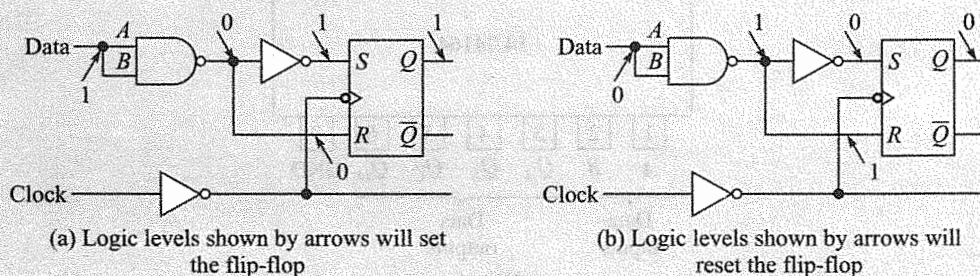 0 1 1
Data A B
1
S Q
R Q̅
0
Clock
(a) Logic levels shown by arrows will set
the flip-flop
1 0 0
Data A B
0
S Q
R Q̅
1
Clock
(b) Logic levels shown by arrows will
reset the flip-flop